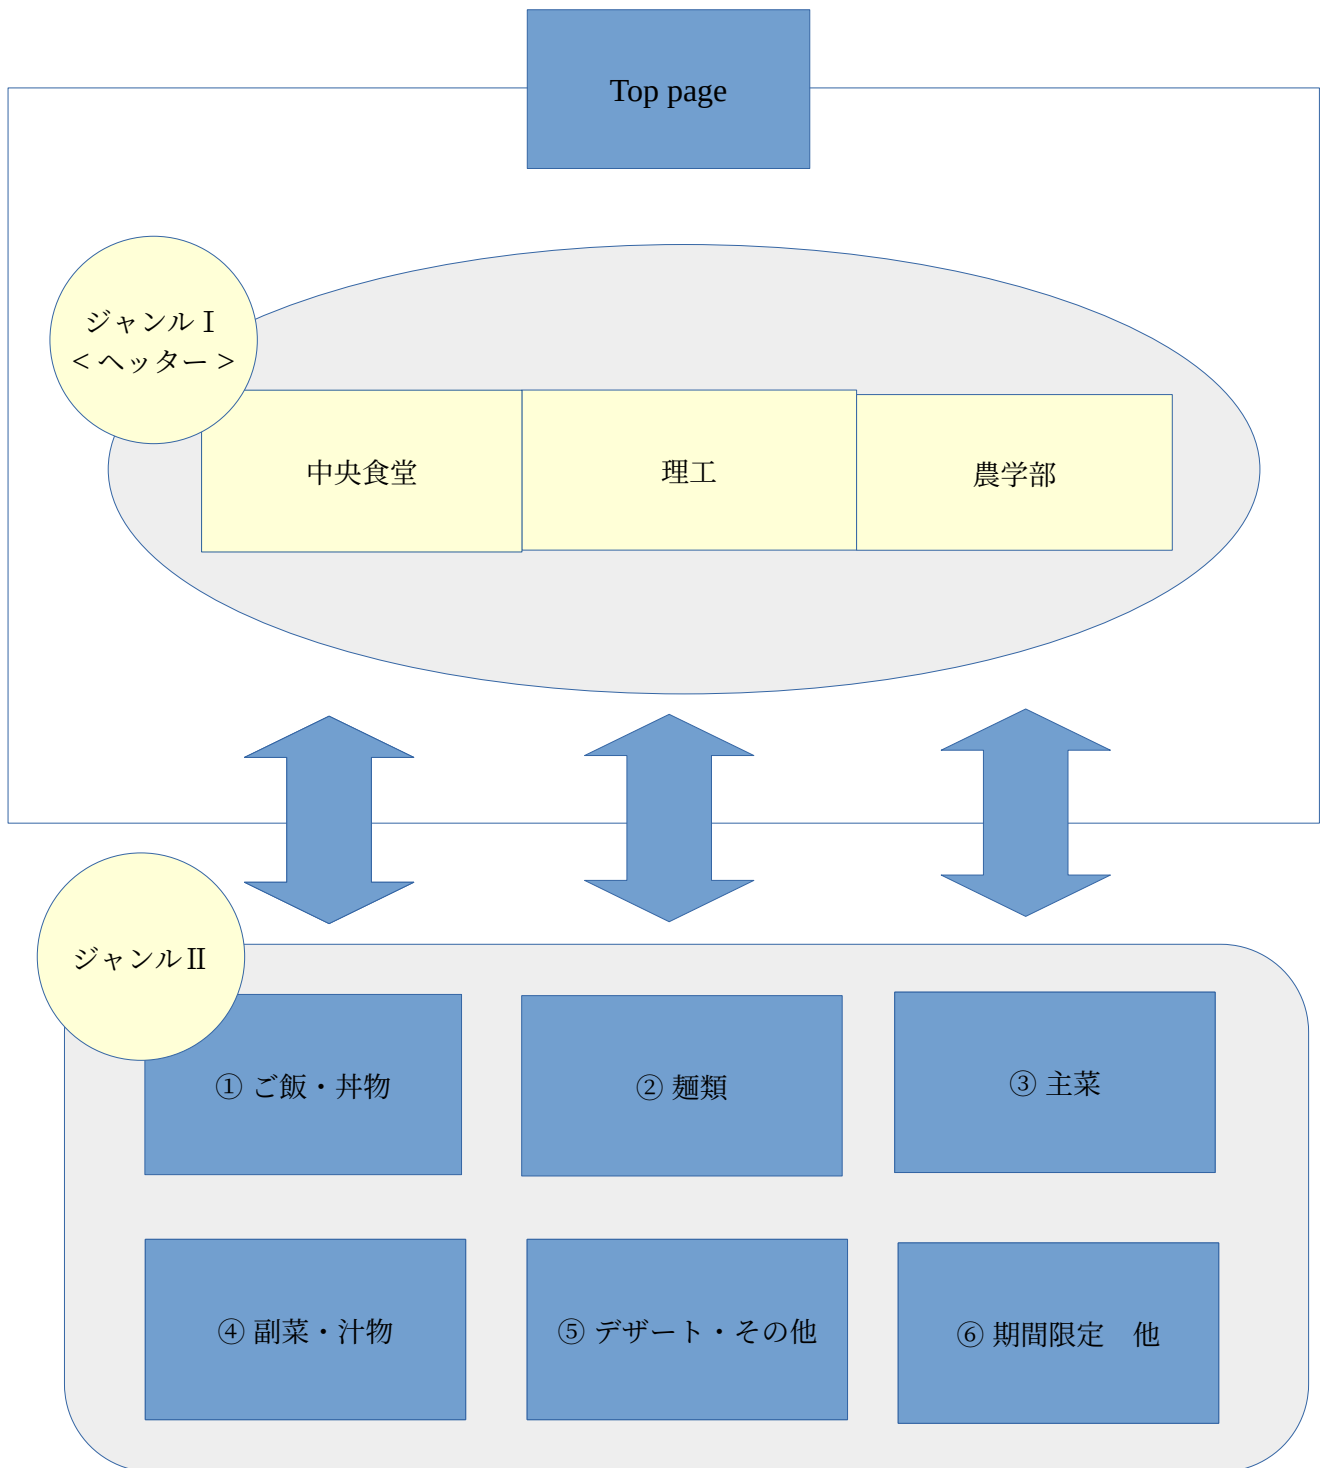 Top page
ジャンルⅠ
< ヘッター >
中央食堂
理工
農学部
ジャンルⅡ
① ご飯・丼物
② 麺類
③ 主菜
④ 副菜・汁物
⑤ デザート・その他
⑥ 期間限定　他